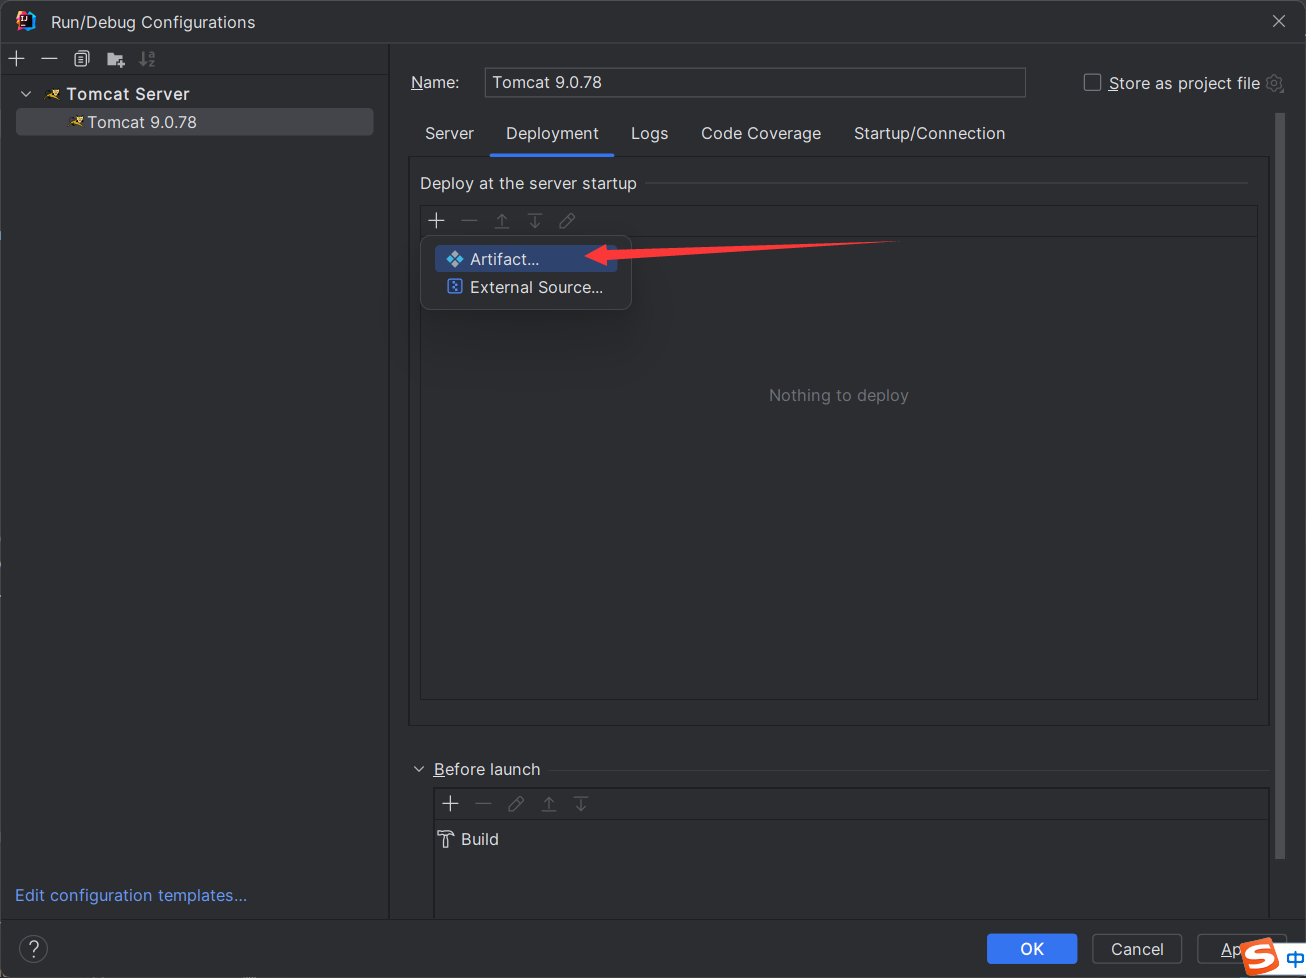 Run/Debug Configurations
Name: Tomcat 9.0.78 Store as project file
Tomcat Server
Tomcat 9.0.78
Server Deployment Logs Code Coverage Startup/Connection
Deploy at the server startup
Artifact...
External Source...
Nothing to deploy
Before launch
Build
Edit configuration templates...
? OK Cancel Ap
S 中